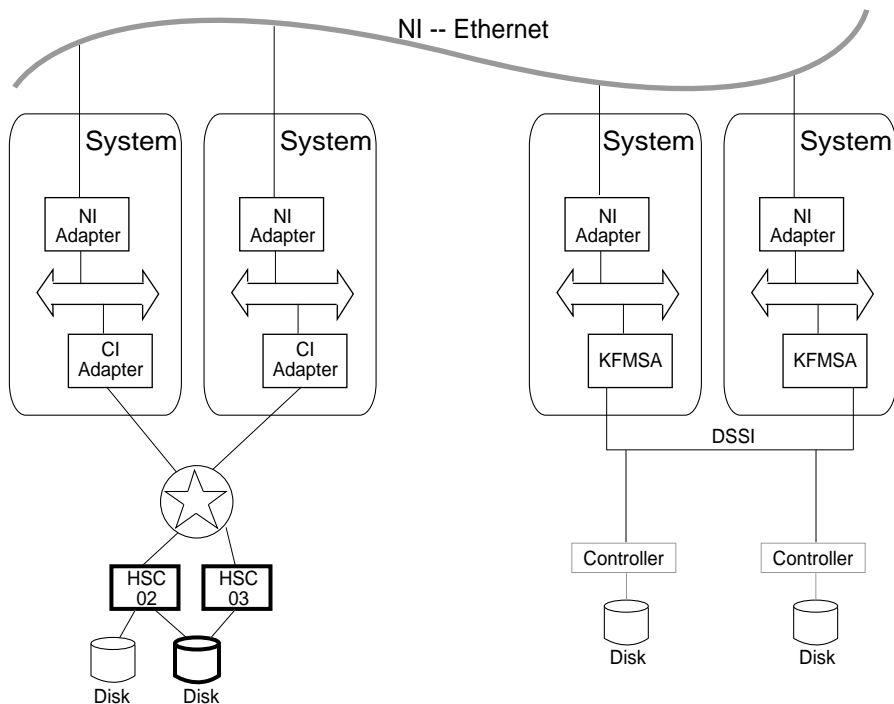 NI -- Ethernet
System
System
System
System
NI
Adapter
NI
Adapter
NI
Adapter
NI
Adapter
CI
Adapter
CI
Adapter
KFMSA
KFMSA
DSSI
HSC
02
HSC
03
Controller
Controller
Disk
Disk
Disk
Disk